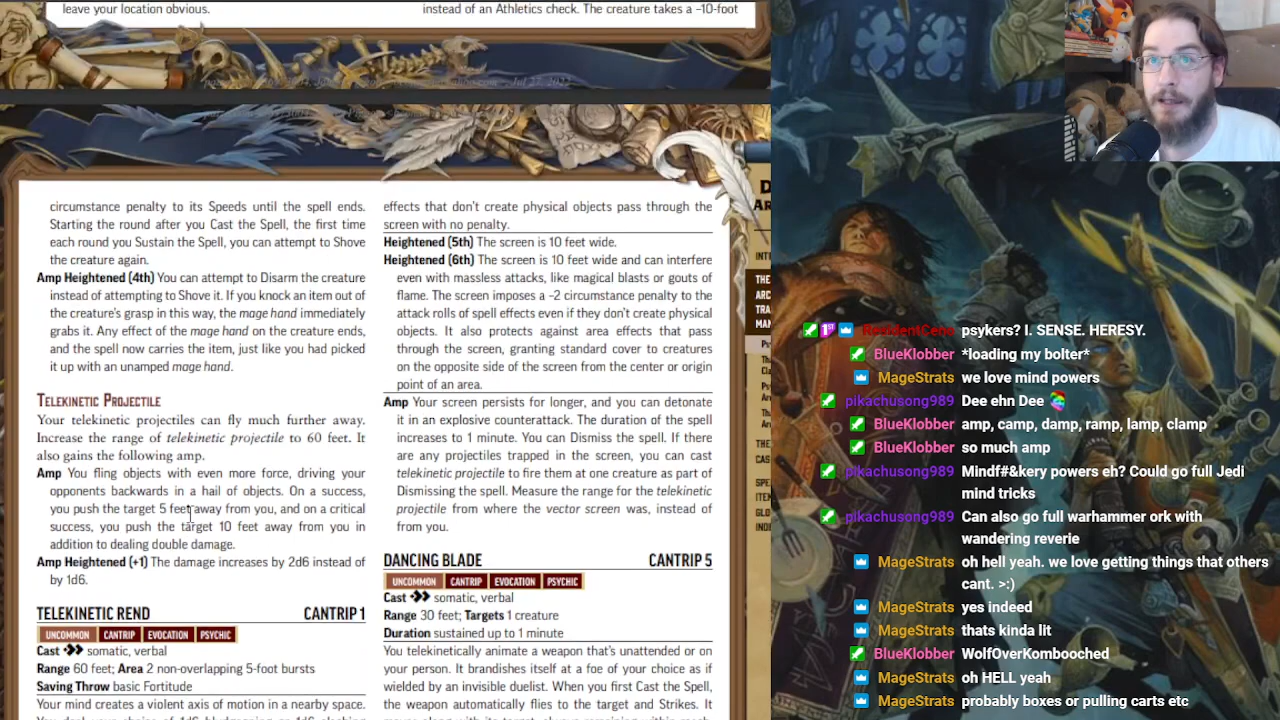 leave your location obvious.
instead of an Athletics check. The creature takes a –10-foot
circumstance penalty to its Speeds until the spell ends.
Starting the round after you Cast the Spell, the first time
each round you Sustain the Spell, you can attempt to Shove
the creature again.
Amp Heightened (4th) You can attempt to Disarm the creature
instead of attempting to Shove it. If you knock an item out of
the creature's grasp in this way, the mage hand immediately
grabs it. Any effect of the mage hand on the creature ends,
and the spell now carries the item, just like you had picked
it up with an unamped mage hand.
TELEKINETIC PROJECTILE
Your telekinetic projectiles can fly much further away.
Increase the range of telekinetic projectile to 60 feet. It
also gains the following amp.
Amp You fling objects with even more force, driving your
opponents backwards in a hail of objects. On a success,
you push the target 5 feet away from you, and on a critical
success, you push the target 10 feet away from you in
addition to dealing double damage.
Amp Heightened (+1) The damage increases by 2d6 instead of
by 1d6.
TELEKINETIC REND CANTRIP 1
UNCOMMON CANTRIP EVOCATION PSYCHIC
Cast somatic, verbal
Range 60 feet; Area 2 non-overlapping 5-foot bursts
Saving Throw basic Fortitude
Your mind creates a violent axis of motion in a nearby space.
effects that don't create physical objects pass through the
screen with no penalty.
Heightened (5th) The screen is 10 feet wide.
Heightened (6th) The screen is 10 feet wide and can interfere
even with massless attacks, like magical blasts or gouts of
flame. The screen imposes a –2 circumstance penalty to the
attack rolls of spell effects even if they don't create physical
objects. It also protects against area effects that pass
through the screen, granting standard cover to creatures
on the opposite side of the screen from the center or origin
point of an area.
Amp Your screen persists for longer, and you can detonate
it in an explosive counterattack. The duration of the spell
increases to 1 minute. You can Dismiss the spell. If there
are any projectiles trapped in the screen, you can cast
telekinetic projectile to fire them at one creature as part of
Dismissing the spell. Measure the range for the telekinetic
projectile from where the vector screen was, instead of
from you.
DANCING BLADE CANTRIP 5
UNCOMMON CANTRIP EVOCATION PSYCHIC
Cast somatic, verbal
Range 30 feet; Targets 1 creature
Duration sustained up to 1 minute
You telekinetically animate a weapon that's unattended or on
your person. It brandishes itself at a foe of your choice as if
wielded by an invisible duelist. When you first Cast the Spell,
the weapon automatically flies to the target and Strikes. It
psykers? I. SENSE. HERESY.
BlueKlobber *loading my bolter*
MageStrats we love mind powers
pikachusong989 Dee ehn Dee
BlueKlobber amp, camp, damp, ramp, lamp, clamp
BlueKlobber so much amp
pikachusong989 Mindf#&kery powers eh? Could go full Jedi
mind tricks
pikachusong989 Can also go full warhammer ork with
wandering reverie
MageStrats oh hell yeah. we love getting things that others
cant. >:)
MageStrats yes indeed
MageStrats thats kinda lit
BlueKlobber WolfOverKombooched
MageStrats oh HELL yeah
MageStrats probably boxes or pulling carts etc